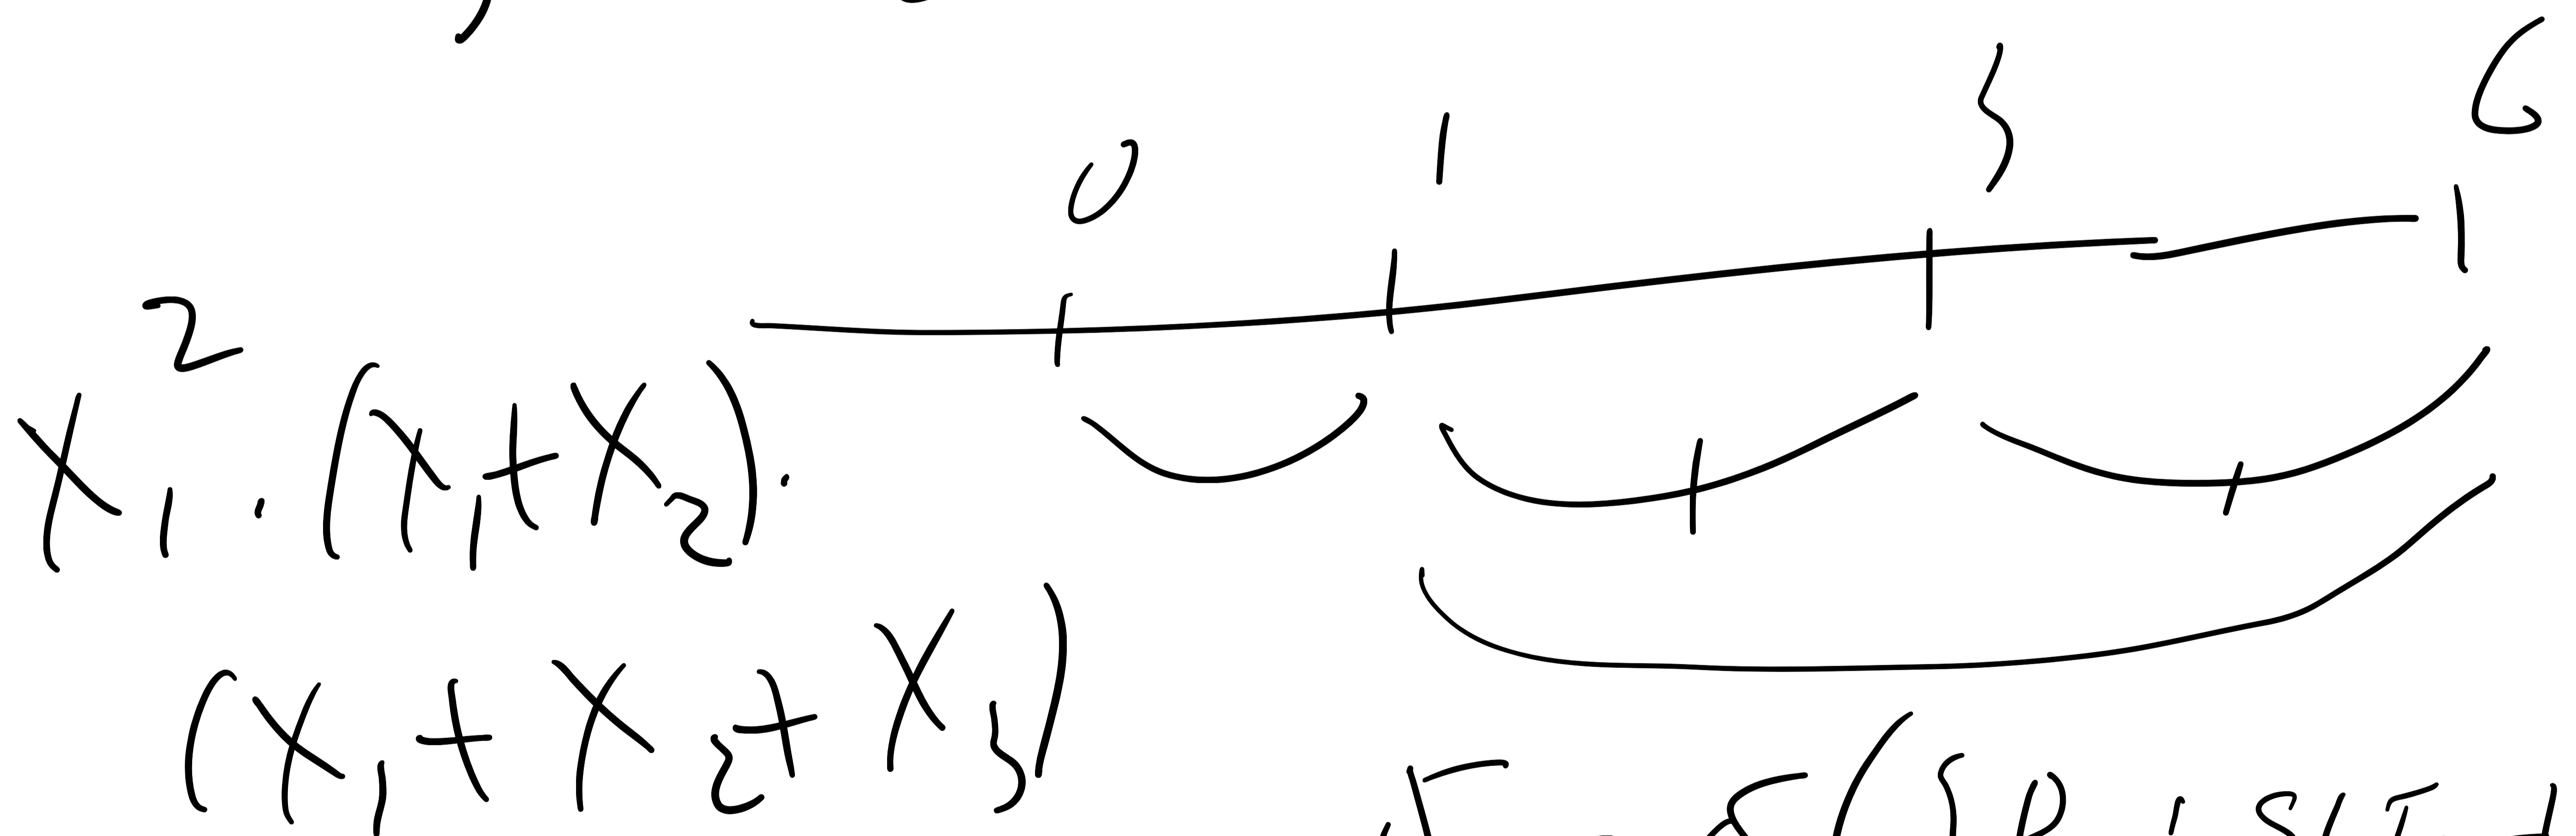 0 1 3 6
x₁² · (x₁ + x₂) ·
(x₁ + x₂ + x₃)